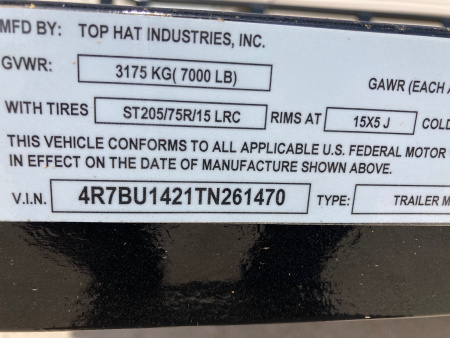 MFD BY: TOP HAT INDUSTRIES, INC.
GVWR: 3175 KG( 7000 LB) GAWR (EACH
WITH TIRES ST205/75R/15 LRC RIMS AT 15X5 J COLD
THIS VEHICLE CONFORMS TO ALL APPLICABLE U.S. FEDERAL MOTOR
IN EFFECT ON THE DATE OF MANUFACTURE SHOWN ABOVE.
V.I.N. 4R7BU1421TN261470 TYPE: TRAILER